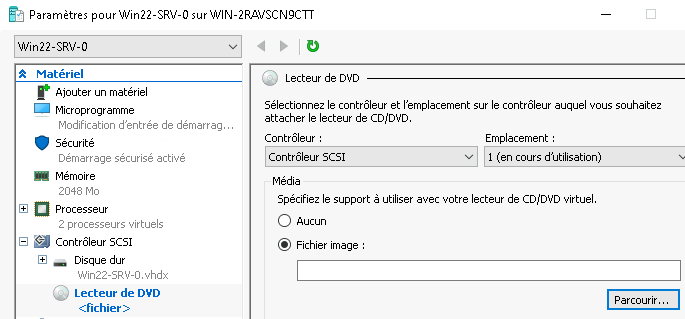 Paramètres pour Win22-SRV-0 sur WIN-2RAVSCN9CTT
Win22-SRV-0
Matériel
Ajouter un matériel
Microprogramme
Modification d'entrée de démarrag...
Sécurité
Démarrage sécurisé activé
Mémoire
2048 Mo
Processeur
2 processeurs virtuels
Contrôleur SCSI
Disque dur
Win22-SRV-0.vhdx
Lecteur de DVD
<fichier>
Lecteur de DVD
Sélectionnez le contrôleur et l'emplacement sur le contrôleur auquel vous souhaitez
attacher le lecteur de CD/DVD.
Contrôleur :
Emplacement :
Contrôleur SCSI
1 (en cours d'utilisation)
Média
Spécifiez le support à utiliser avec votre lecteur de CD/DVD virtuel.
Aucun
Fichier image :
Parcourir...